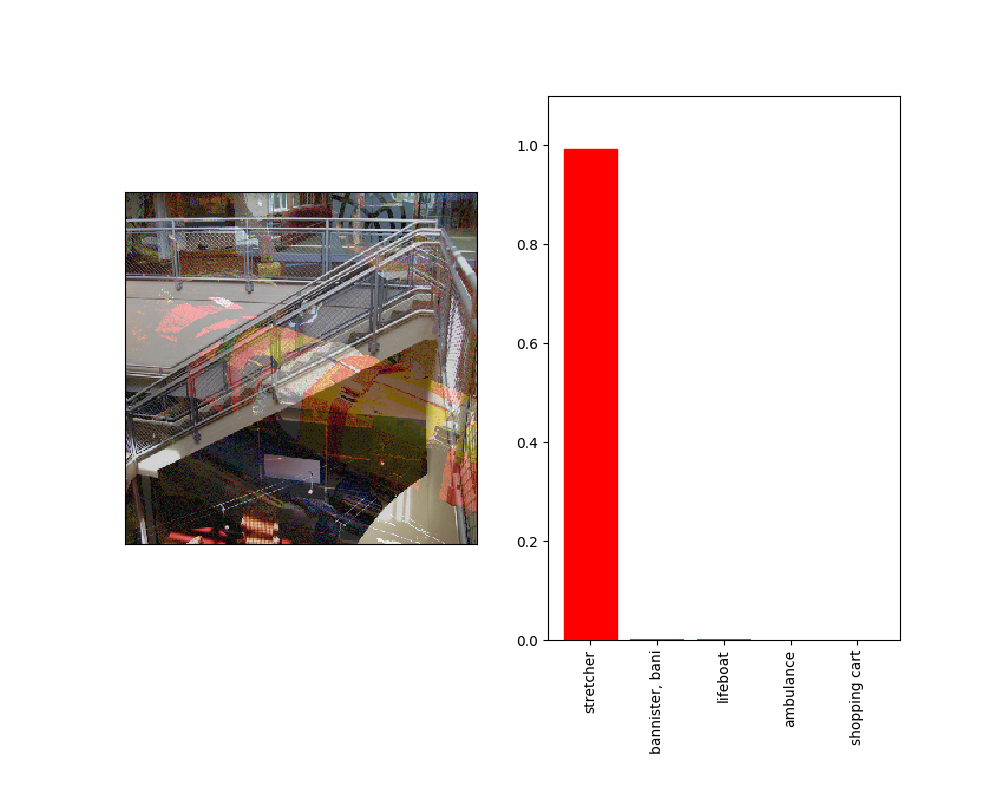 1.0
0.8
0.6
0.4
0.2
0.0
stretcher
bannister, bani
lifeboat
ambulance
shopping cart